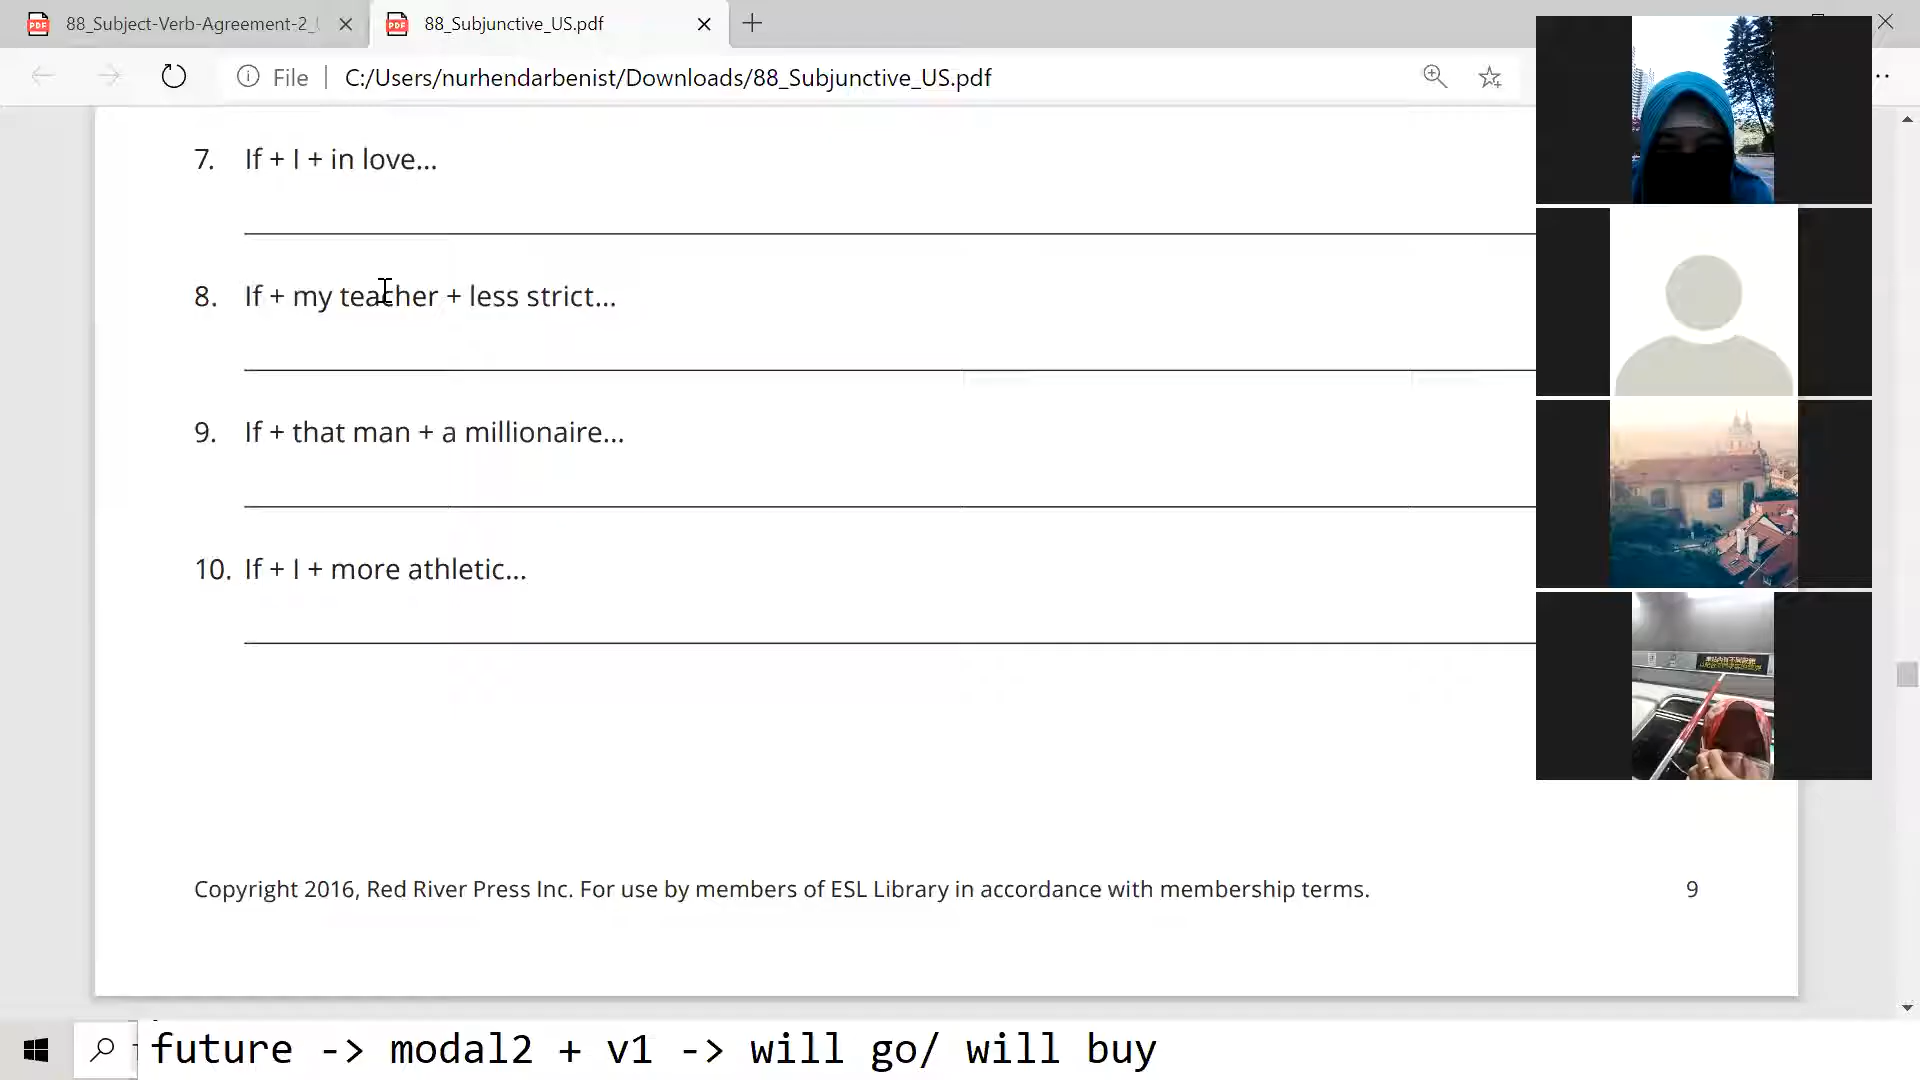 88_Subject-Verb-Agreement-2_
88_Subjunctive_US.pdf
File
C:/Users/nurhendarbenist/Downloads/88_Subjunctive_US.pdf
7. If + I + in love...
8. If + my teacher + less strict...
9. If + that man + a millionaire...
10. If + I + more athletic...
Copyright 2016, Red River Press Inc. For use by members of ESL Library in accordance with membership terms.
9
future -> modal2 + v1 -> will go/ will buy